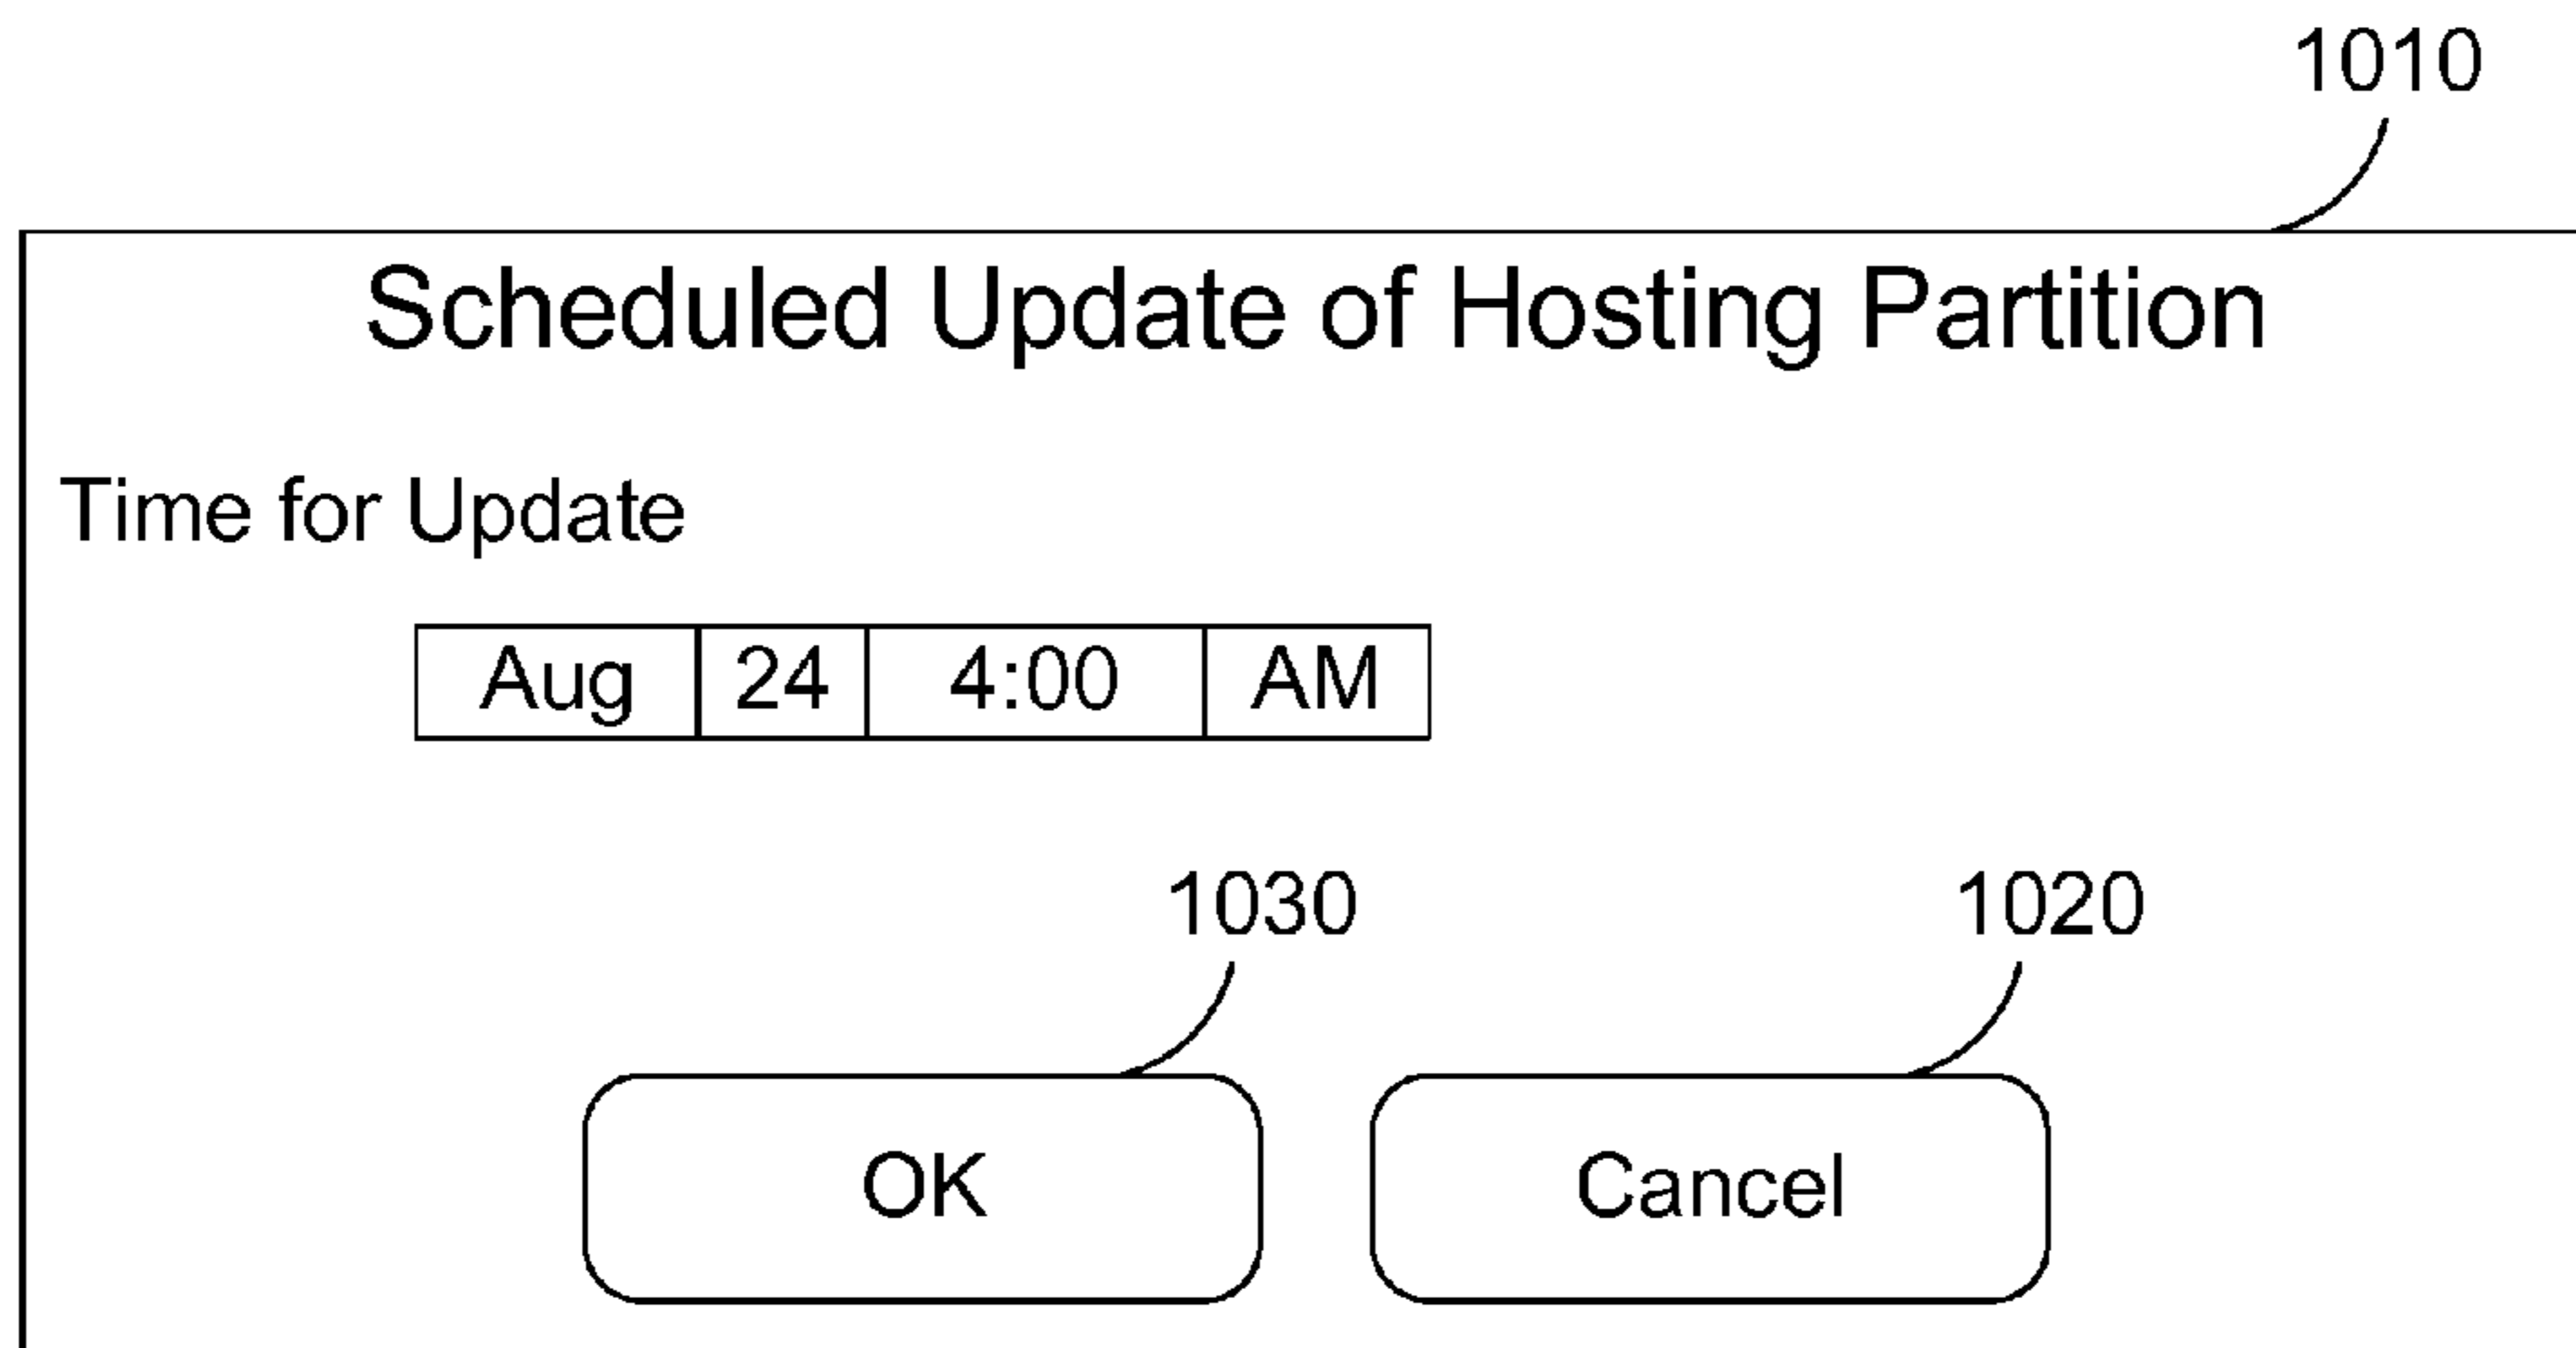 1010
Scheduled Update of Hosting Partition
Time for Update
Aug 24 4:00 AM
1030 1020
OK Cancel